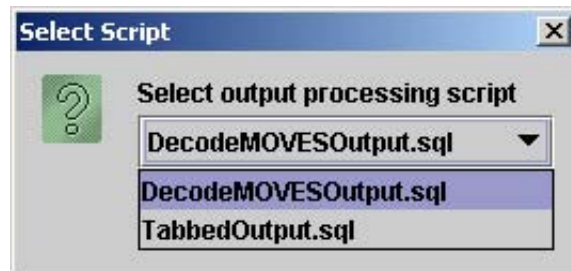 Select Script
Select output processing script
DecodeMOVESOutput.sql
DecodeMOVESOutput.sql
TabbedOutput.sql